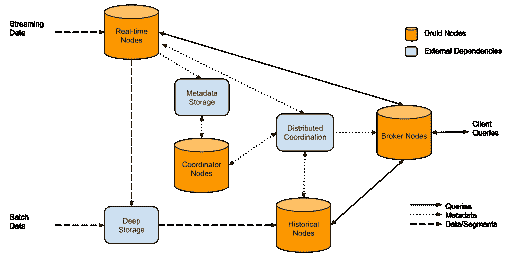 Streaming
Data
Real-time
Nodes
Druid Nodes
External Dependencies
Metadata
Storage
Distributed
Coordination
Client
Queries
Broker Nodes
Coordinator
Nodes
Batch
Data
Deep
Storage
Historical
Nodes
Queries
Metadata
Data/Segments